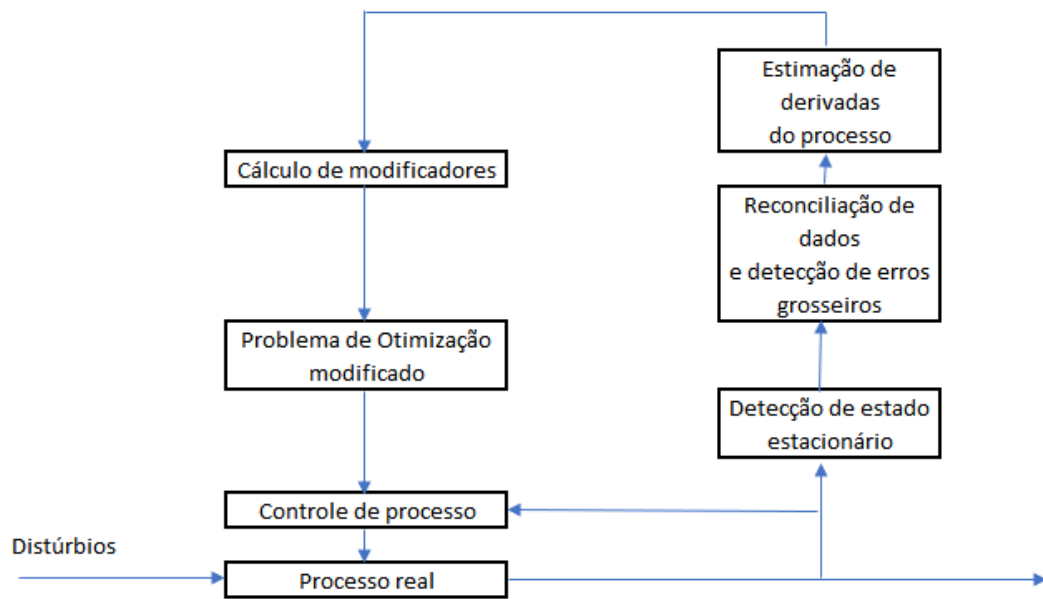 Estimação de
derivadas
do processo
Cálculo de modificadores
Reconciliação de
dados
e detecção de erros
grosseiros
Problema de Otimização
modificado
Detecção de estado
estacionário
Controle de processo
Distúrbios
Processo real